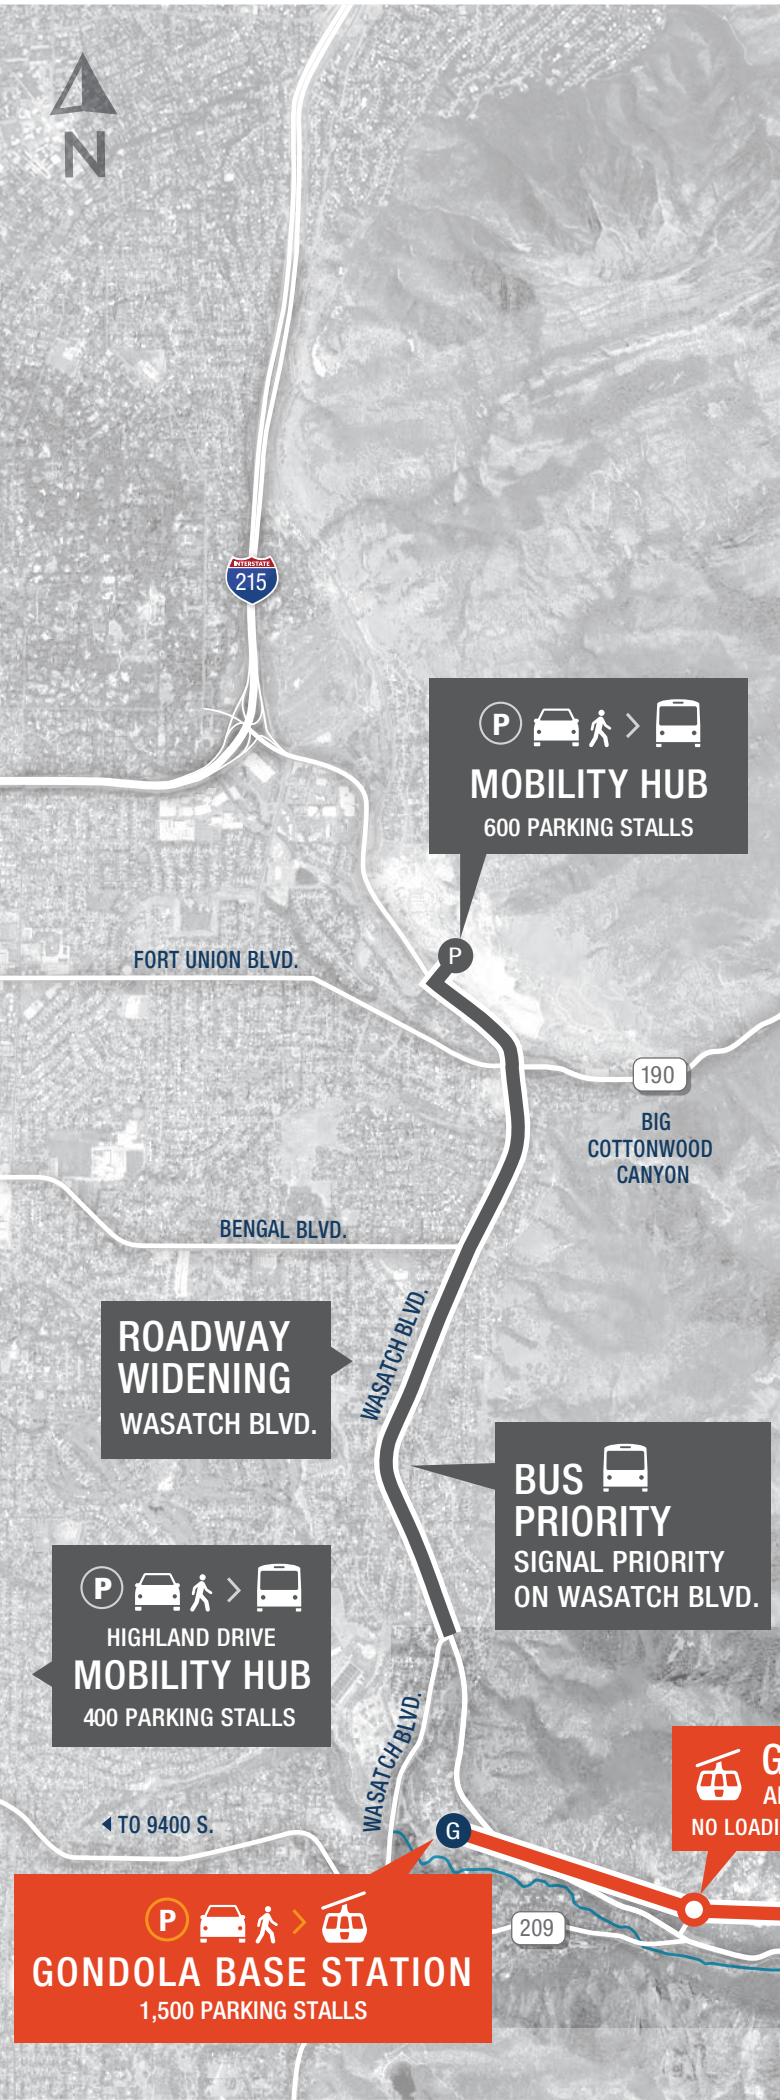 N
INTERSTATE
215
P
MOBILITY HUB
600 PARKING STALLS
P
FORT UNION BLVD.
190
BIG
COTTONWOOD
CANYON
BENGAL BLVD.
WASATCH BLVD.
ROADWAY
WIDENING
WASATCH BLVD.
BUS
PRIORITY
SIGNAL PRIORITY
ON WASATCH BLVD.
P
HIGHLAND DRIVE
MOBILITY HUB
400 PARKING STALLS
WASATCH BLVD.
NO
TO 9400 S.
G
P
GONDOLA BASE STATION
1,500 PARKING STALLS
209